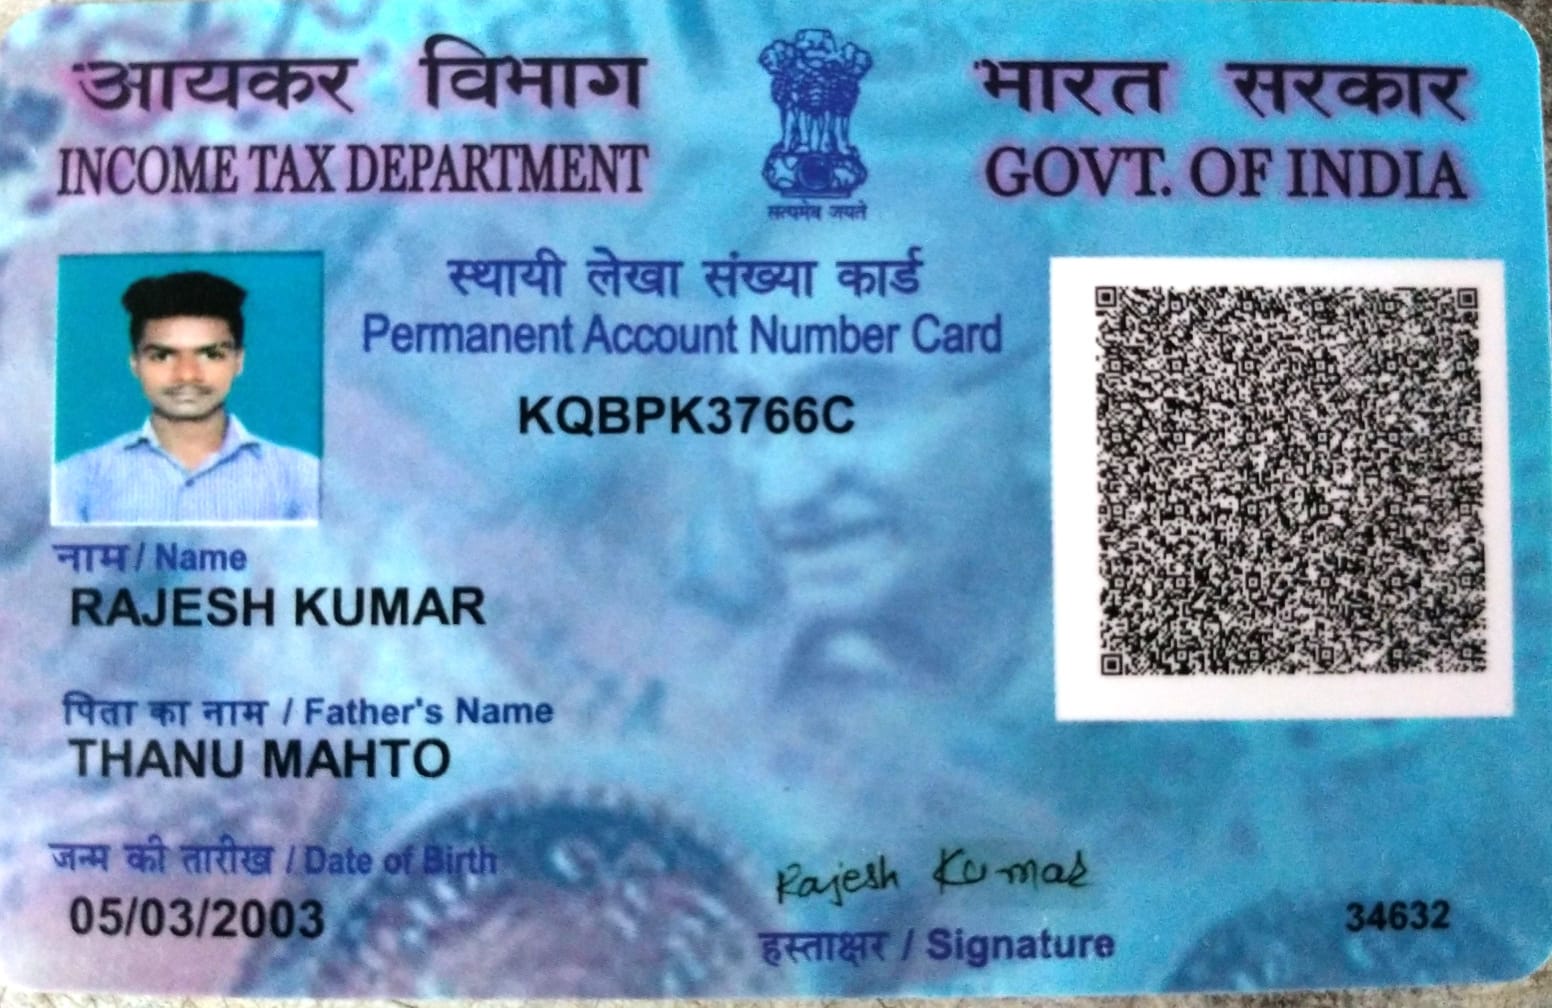 आयकर विभाग
INCOME TAX DEPARTMENT
सत्यमेव जयते
भारत सरकार
GOVT. OF INDIA
स्थायी लेखा संख्या कार्ड
Permanent Account Number Card
KQBPK3766C
नाम / Name
RAJESH KUMAR
पिता का नाम / Father's Name
THANU MAHTO
जन्म की तारीख / Date of Birth
05/03/2003
Rajesh Kumar
हस्ताक्षर / Signature
34632